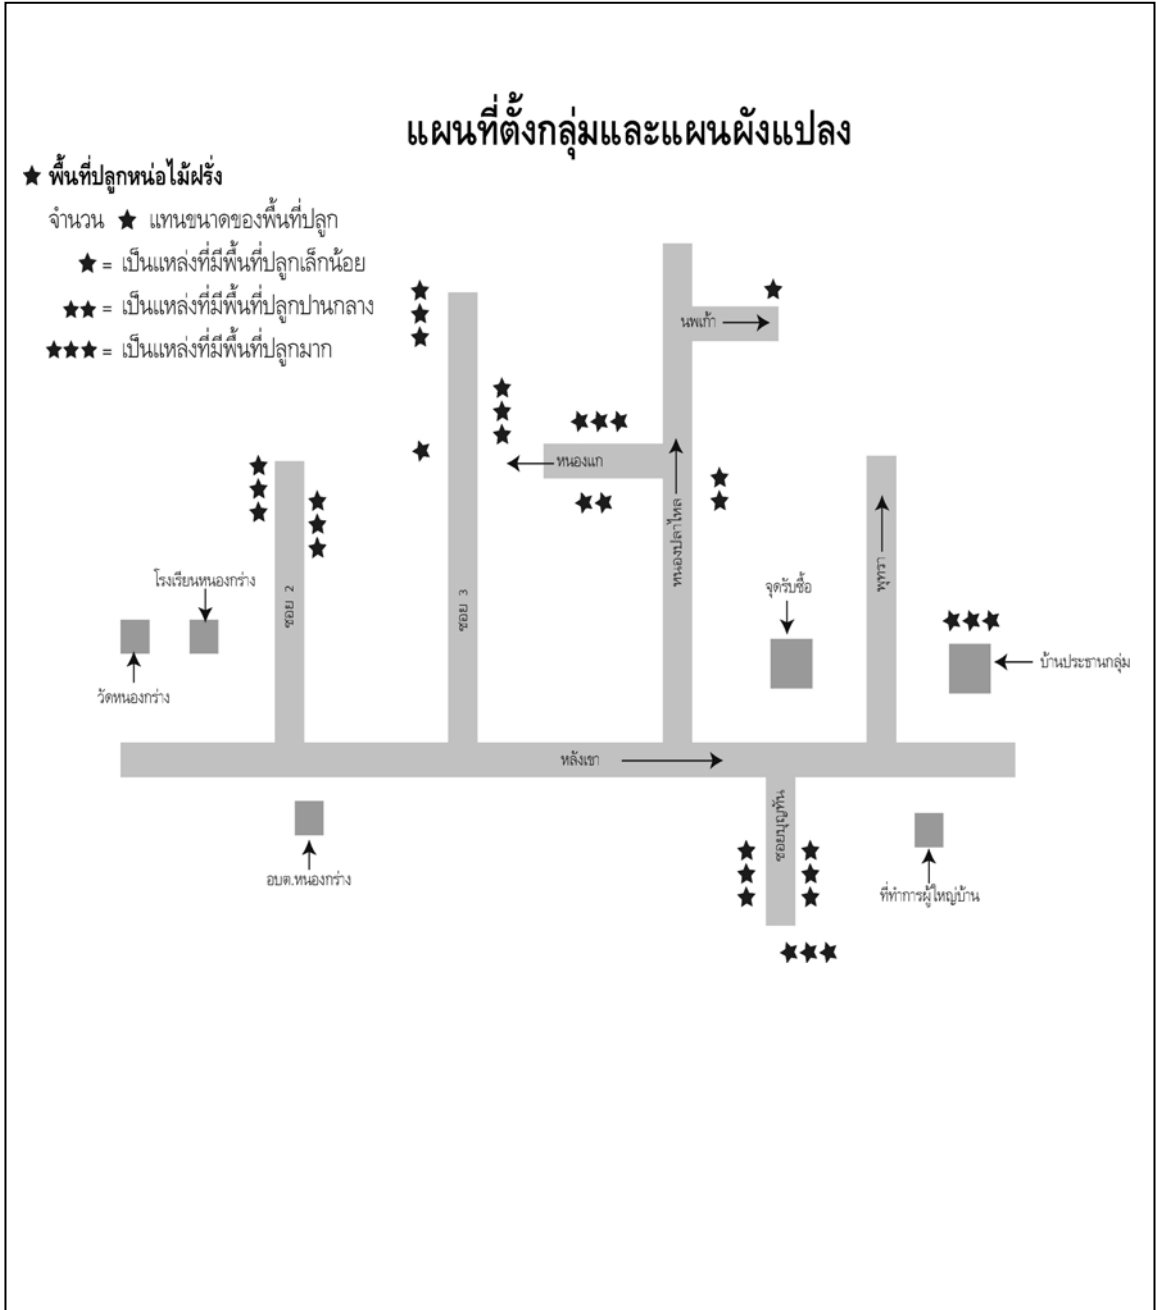 แผนที่ตั้งกลุ่มและแผนผังแปลง
★ พื้นที่ปลูกหน่อไม้ฝรั่ง
จำนวน ★ แทนขนาดของพื้นที่ปลูก
★ = เป็นแหล่งที่มีพื้นที่ปลูกเล็กน้อย
★★ = เป็นแหล่งที่มีพื้นที่ปลูกปานกลาง
★★★ = เป็นแหล่งที่มีพื้นที่ปลูกมาก
นพเก้า
หนองแก
หนองปลาไหล
พุทรา
โรงเรียนหนองกร่าง
ซอย 2
ซอย 3
จุดรับซื้อ
บ้านประธานกลุ่ม
วัดหนองกร่าง
หลังเขา
ซอยบุญทัน
อบต.หนองกร่าง
ที่ทำการผู้ใหญ่บ้าน